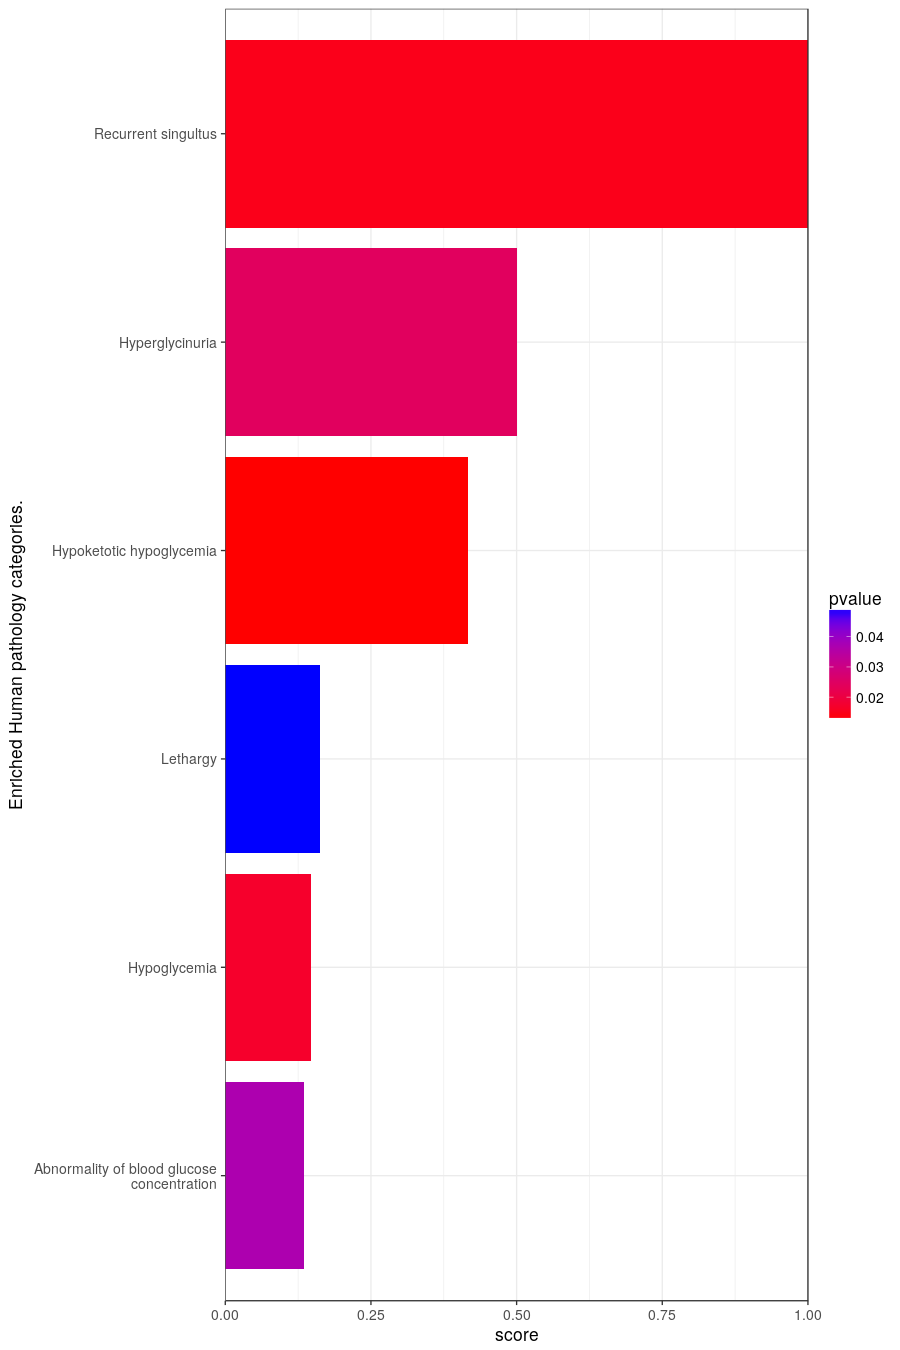 Enriched Human pathology categories.
Recurrent singultus
Hyperglycinuria
Hypoketotic hypoglycemia
Lethargy
Hypoglycemia
Abnormality of blood glucose
concentration
0.00 0.25 0.50 0.75 1.00
score
pvalue
0.04
0.03
0.02